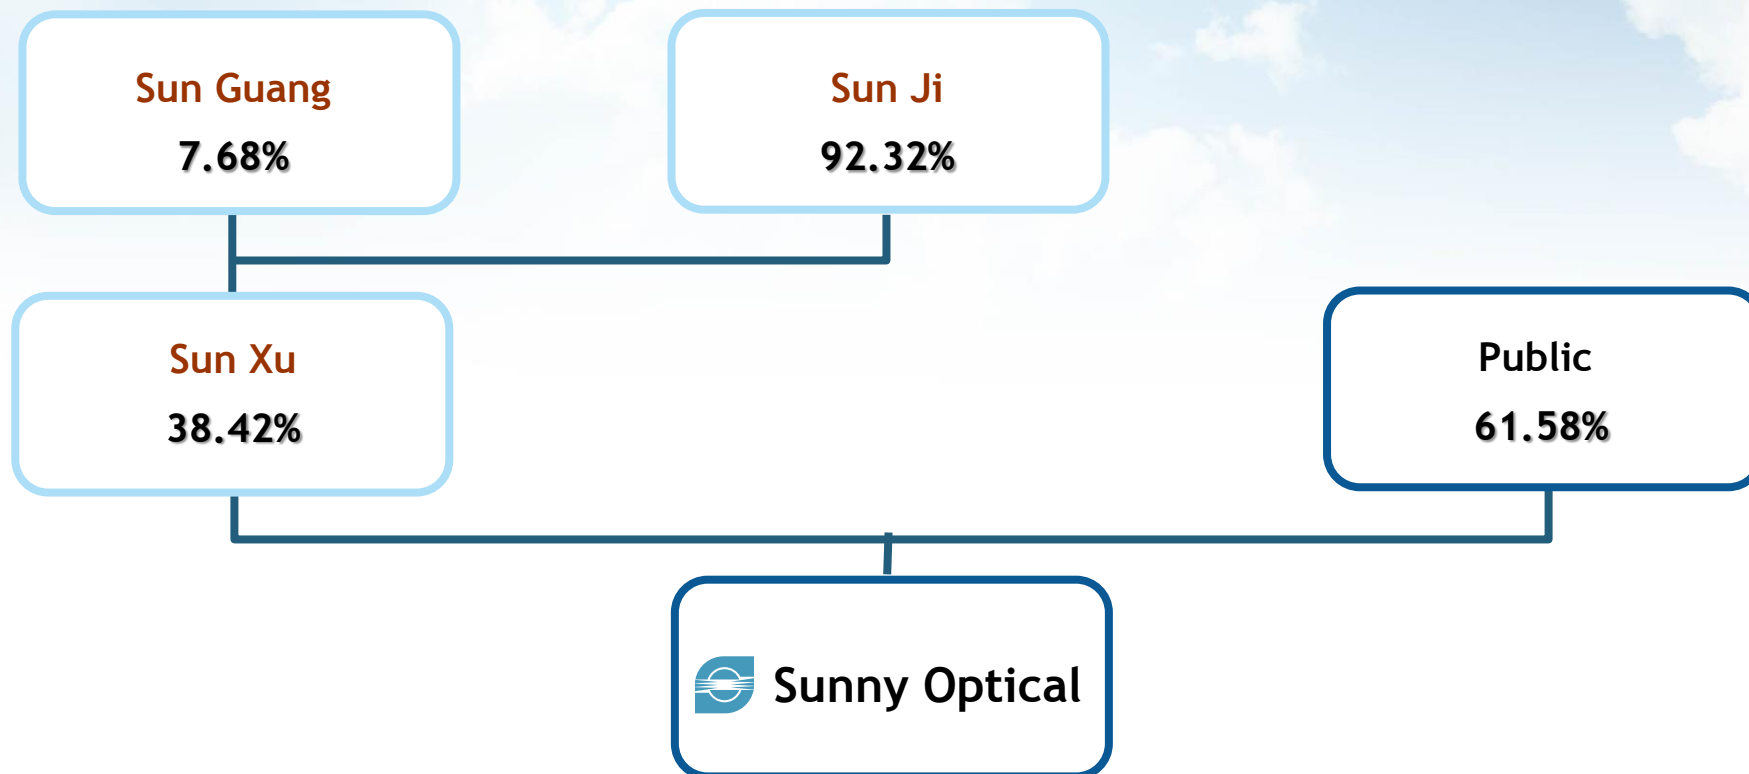 Sun Guang
7.68%
Sun Ji
92.32%
Sun Xu
38.42%
Public
61.58%
Sunny Optical